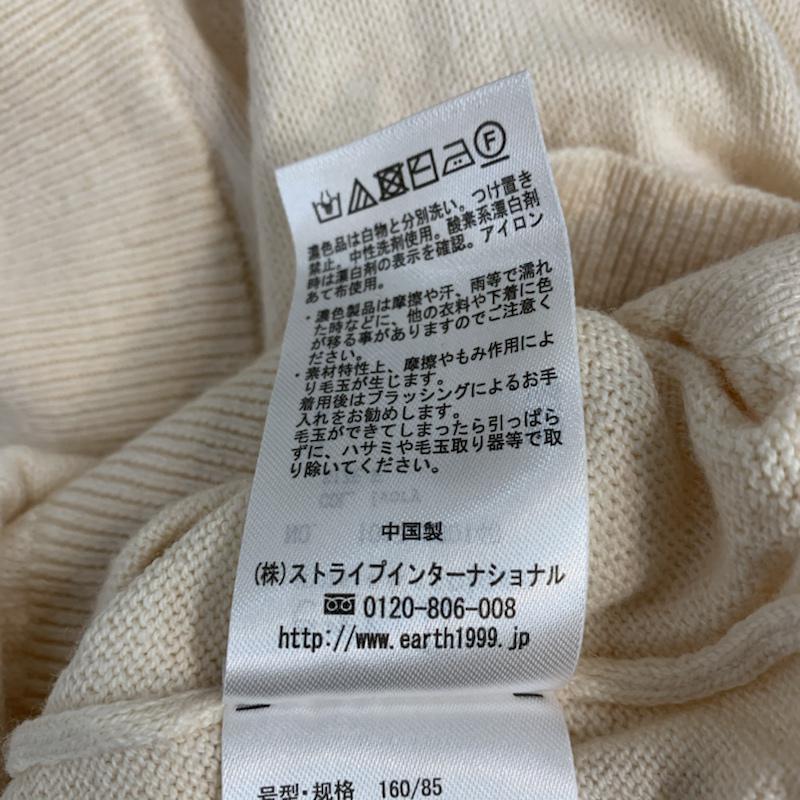 F
濃色品は白物と分別洗い。つけ置き
禁止。中性洗剤使用。酸素系漂白剤
時は漂白剤の表示を確認。アイロン
あて布使用。
・濃色製品は摩擦や汗、雨等で濡れ
た時などに、他の衣料や下着に色
が移る事がありますのでご注意く
ださい。
・素材特性上、摩擦やもみ作用によ
り毛玉が生じます。
着用後はブラッシングによるお手
入れをお勧めします。
毛玉ができてしまったら引っぱら
ずに、ハサミや毛玉取り器等で取
り除いてください。
中国製
(株)ストライプインターナショナル
0120-806-008
http://www.earth1999.jp
号型·规格 160/85